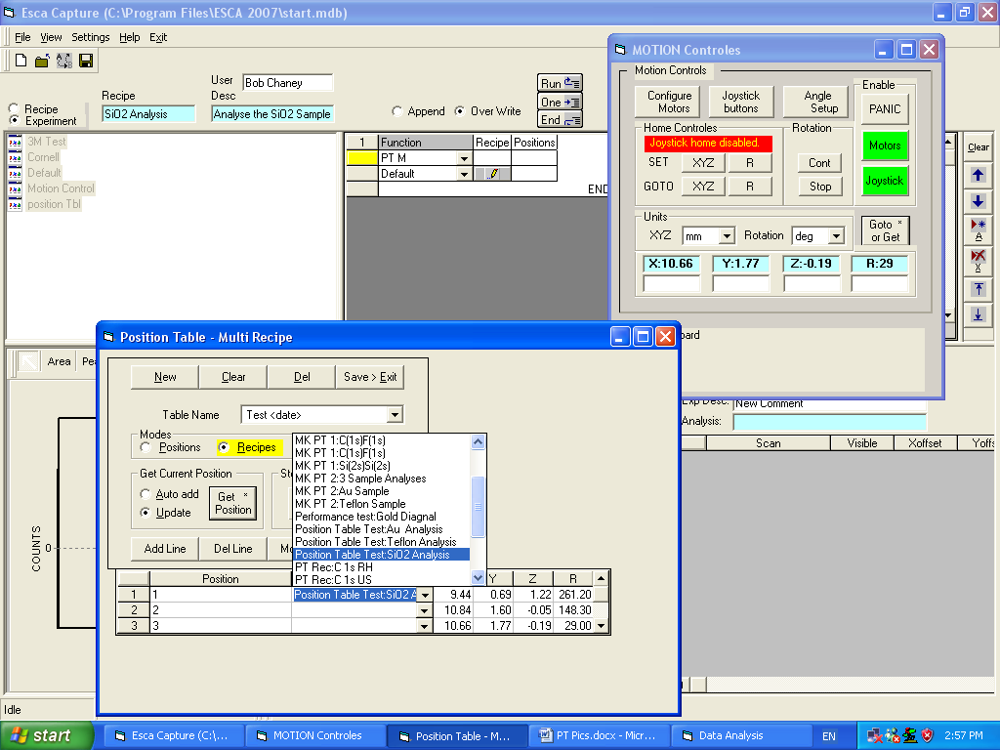 Esca Capture (C:\Program Files\ESCA 2007\start.mdb)
File View Settings Help Exit
Recipe
Experiment
Recipe
SiO2 Analysis
User
Bob Chaney
Desc
Analyse the SiO2 Sample
Append
Over Write
Run
One
End
3M Test
Cornell
Default
Motion Control
position Tbl
1 Function Recipe Positions
PT M
Default
END
Clear
A
X
MOTION Controles
Motion Controls
Configure Motors
Joystick buttons
Angle Setup
Enable
PANIC
Motors
Joystick
Home Controles
Joystick home disabled.
SET XYZ R
GOTO XYZ R
Rotation
Cont
Stop
Units
XYZ mm Rotation deg
Goto * or Get
X:10.66 Y:1.77 Z:-0.19 R:29
oard
Area Pea
COUNTS
0
Exp Desc: New Comment
Analysis:
Scan Visible Xoffset Yoffs
Position Table - Multi Recipe
New Clear Del Save > Exit
Table Name Test <date>
Modes
Positions Recipes
Get Current Position
Auto add
Update
Get * Position
Ste
Add Line Del Line Mo
MK PT 1:C(1s)F(1s)
MK PT 1:C(1s)F(1s)
MK PT 1:Si(2s)Si(2s)
MK PT 2:3 Sample Analyses
MK PT 2:Au Sample
MK PT 2:Teflon Sample
Performance test:Gold Diagnal
Position Table Test:Au Analysis
Position Table Test:Teflon Analysis
Position Table Test:SiO2 Analysis
PT Rec:C 1s RH
PT Rec:C 1s US
Position Y Z R
1 1 Position Table Test:SiO2 A 9.44 0.69 1.22 261.20
2 2 10.84 1.60 -0.05 148.30
3 3 10.66 1.77 -0.19 29.00
Idle
start
Esca Capture (C:\...
MOTION Controles
Position Table - M...
PT Pics.docx - Micr...
Data Analysis
EN
2:57 PM